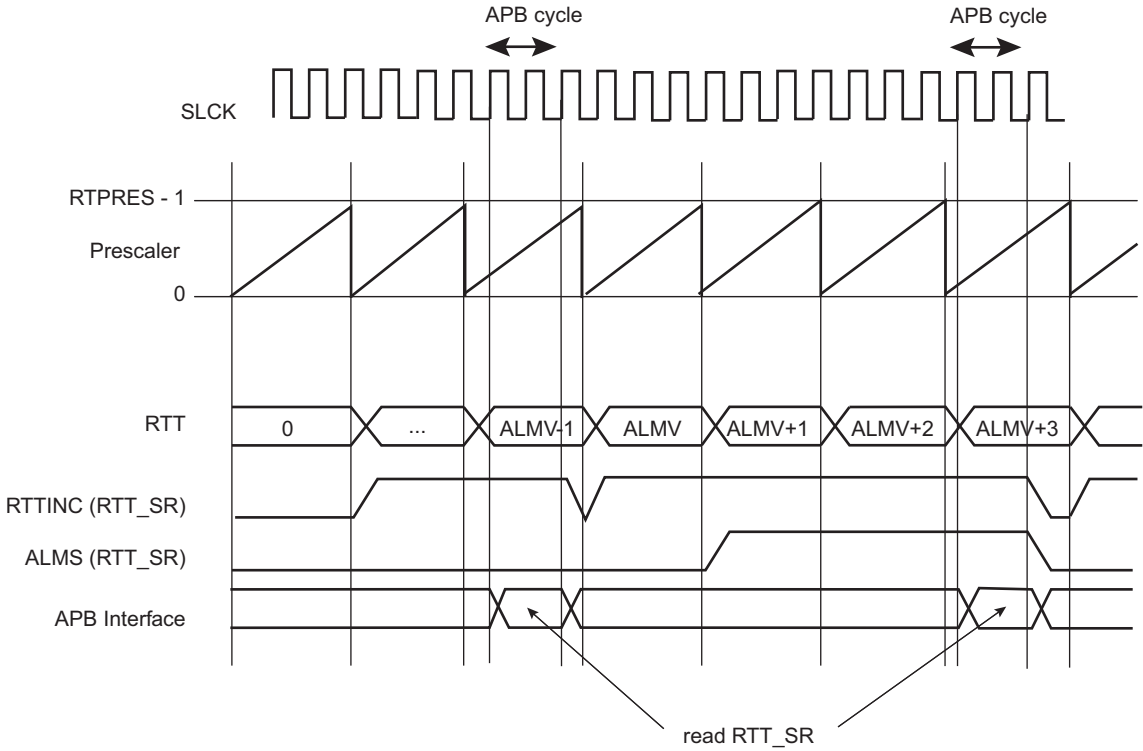 APB cycle
APB cycle
SLCK
RTPRES - 1
Prescaler
0
RTT
0
...
ALMV-1
ALMV
ALMV+1
ALMV+2
ALMV+3
RTTINC (RTT_SR)
ALMS (RTT_SR)
APB Interface
read RTT_SR